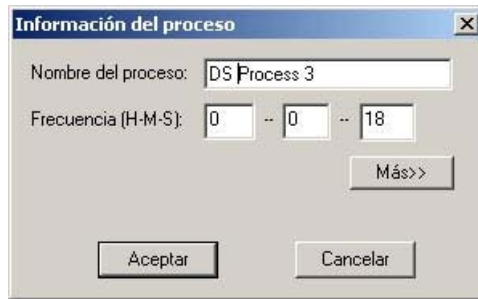 Información del proceso
Nombre del proceso: DS Process 3
Frecuencia (H-M-S): 0 -- 0 -- 18
Más>>
Aceptar Cancelar